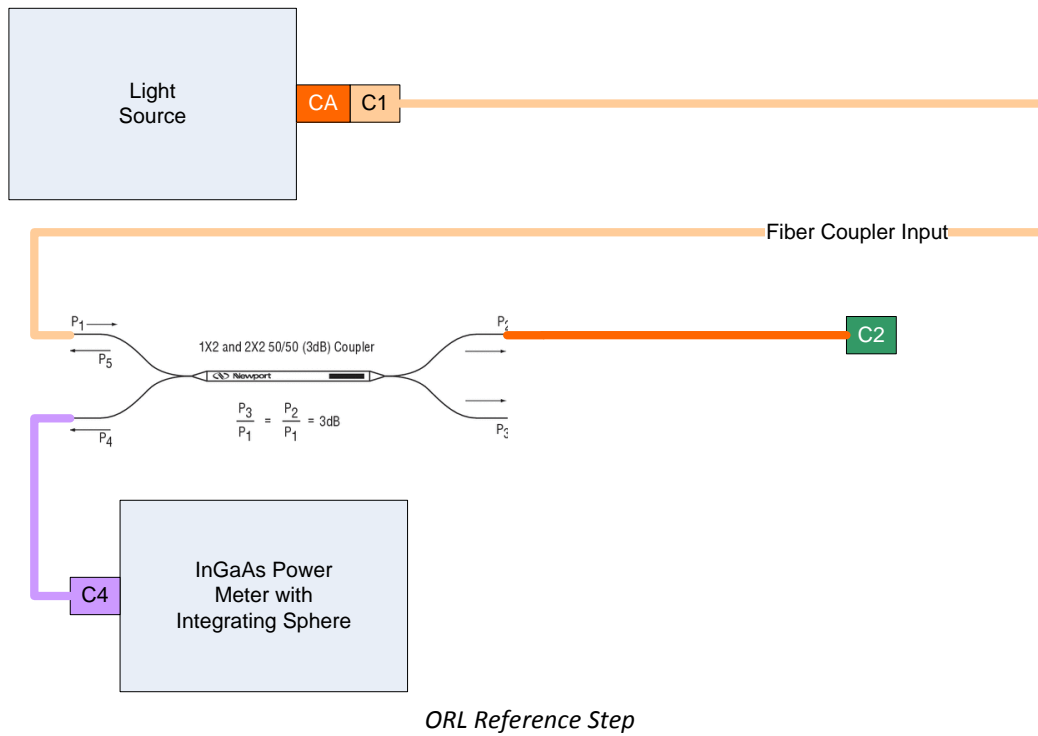 Light
Source
CA
C1
Fiber Coupler Input
P1
P5
1X2 and 2X2 50/50 (3dB) Coupler
Newport
P3
P1
=
P2
P1
= 3dB
P4
P2
P3
C2
C4
InGaAs Power
Meter with
Integrating Sphere
ORL Reference Step